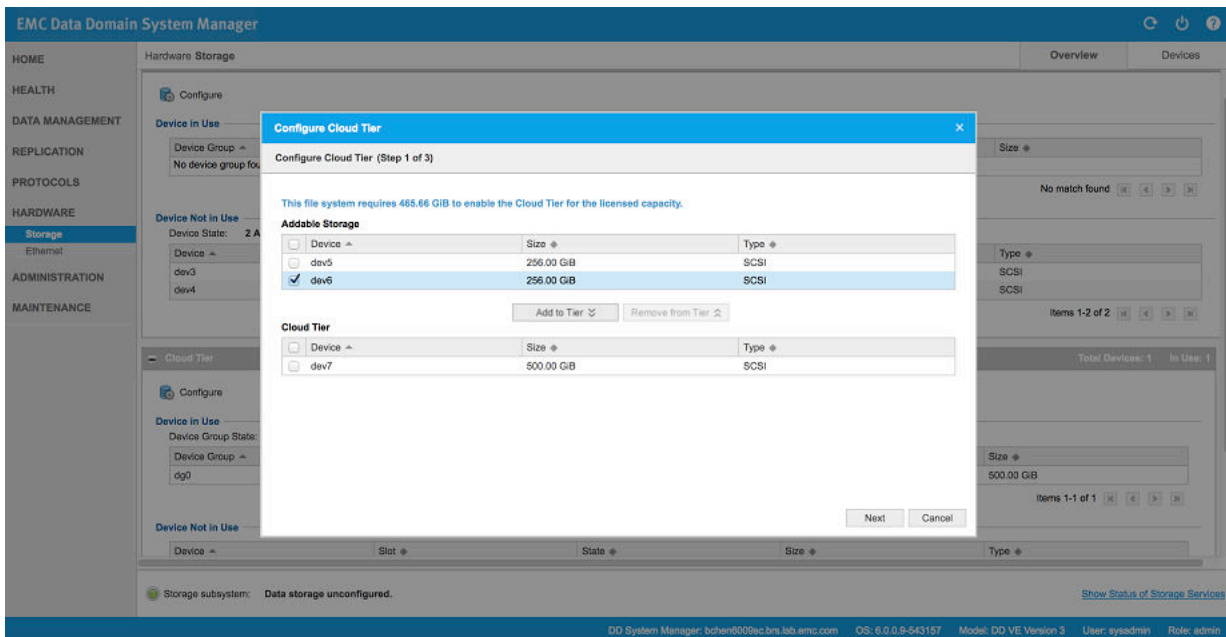 EMC Data Domain System Manager
HOME
HEALTH
DATA MANAGEMENT
REPLICATION
PROTOCOLS
HARDWARE
Storage
Ethernet
ADMINISTRATION
MAINTENANCE
Hardware Storage
Overview Devices
Configure
Device in Use
Device Group Size
No device group fou
No match found
Device Not in Use
Device State: 2 A
Device Type
dev3 SCSI
dev4 SCSI
Items 1-2 of 2
Cloud Tier Total Devices: 1 In Use: 1
Configure
Device in Use
Device Group State:
Device Group Size
dg0 500.00 GiB
Items 1-1 of 1
Device Not in Use
Device Slot State Size Type
Configure Cloud Tier
Configure Cloud Tier (Step 1 of 3)
This file system requires 465.66 GiB to enable the Cloud Tier for the licensed capacity.
Addable Storage
Device Size Type
dev5 256.00 GiB SCSI
dev6 256.00 GiB SCSI
Add to Tier Remove from Tier
Cloud Tier
Device Size Type
dev7 500.00 GiB SCSI
Next Cancel
Storage subsystem: Data storage unconfigured. Show Status of Storage Services
DD System Manager: bchen6009sc.brs.lab.emc.com OS: 6.0.0.9-543157 Model: DD VE Version 3 User: sysadmin Role: admin